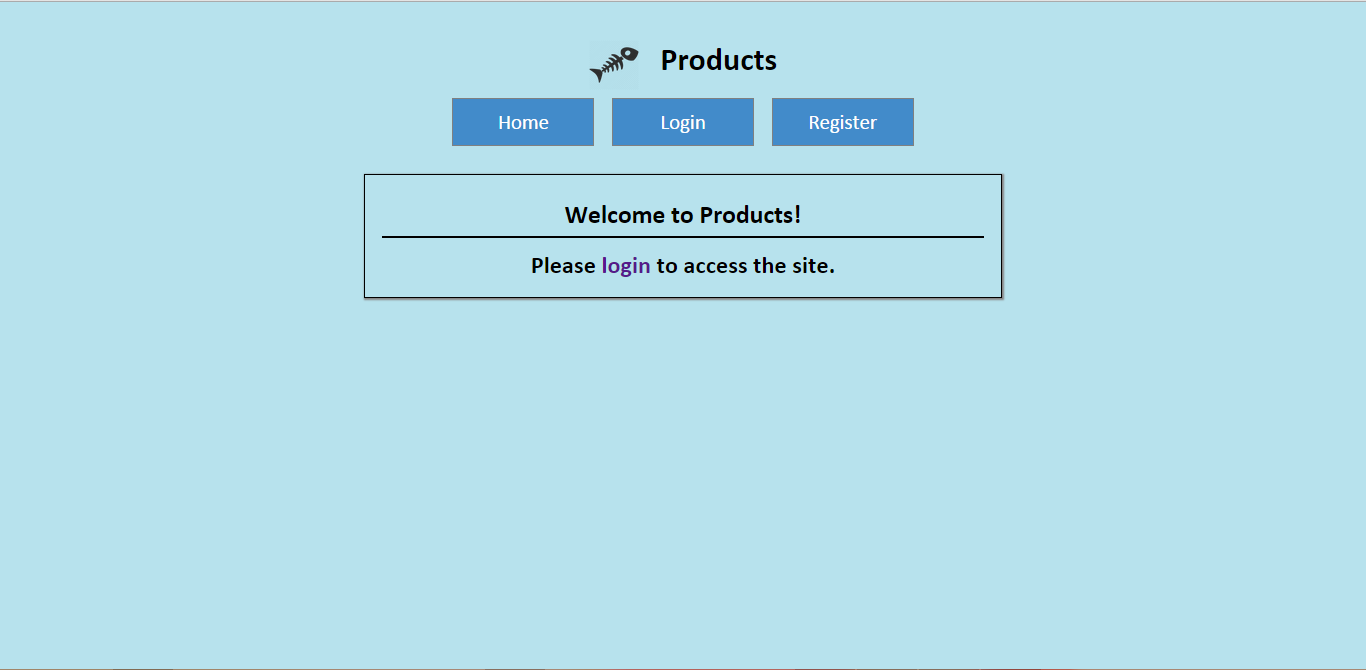 Products
Home Login Register
Welcome to Products!
Please login to access the site.